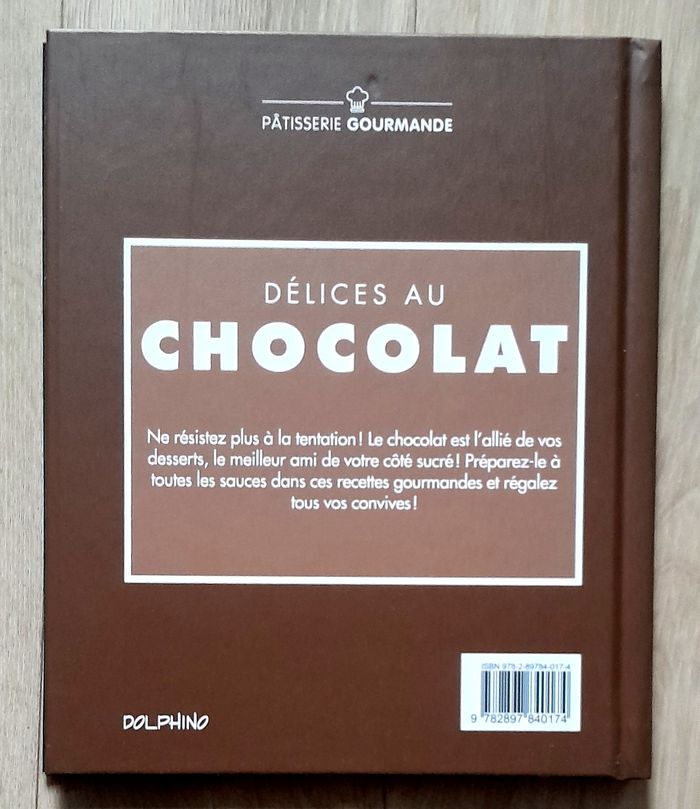 PÂTISSERIE GOURMANDE
DÉLICES AU
CHOCOLAT
Ne résistez plus à la tentation! Le chocolat est l'allié de vos
desserts, le meilleur ami de votre côté sucré! Préparez-le à
toutes les sauces dans ces recettes gourmandes et régalez
tous vos convives!
ISBN 978-2-89784-017-4
9 782897 840174
DOLPHINO